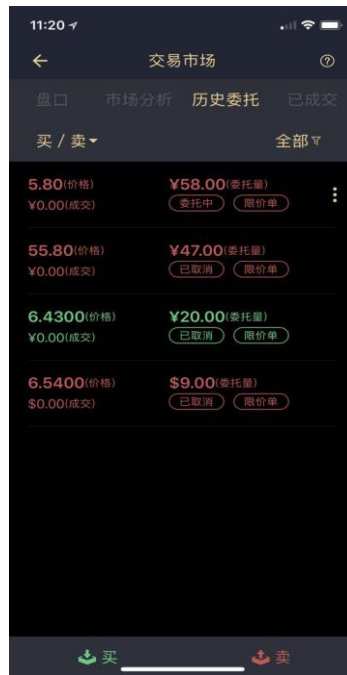 11:20
交易市场
盘口 市场分析 历史委托 已成交
买 / 卖 全部
5.80(价格) ¥58.00(委托量)
¥0.00(成交) 委托中 限价单
55.80(价格) ¥47.00(委托量)
¥0.00(成交) 已取消 限价单
6.4300(价格) ¥20.00(委托量)
¥0.00(成交) 已取消 限价单
6.5400(价格) $9.00(委托量)
$0.00(成交) 已取消 限价单
买 卖